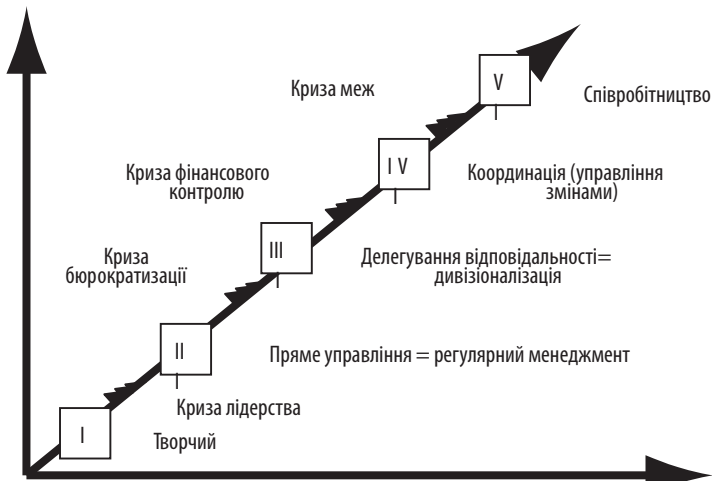 V
Криза меж
Співробітництво
I V
Криза фінансового
контролю
Координація (управління
змінами)
III
Криза
бюрократизації
Делегування відповідальності=
дивізіоналізація
II
Пряме управління = регулярний менеджмент
Криза лідерства
I
Творчий